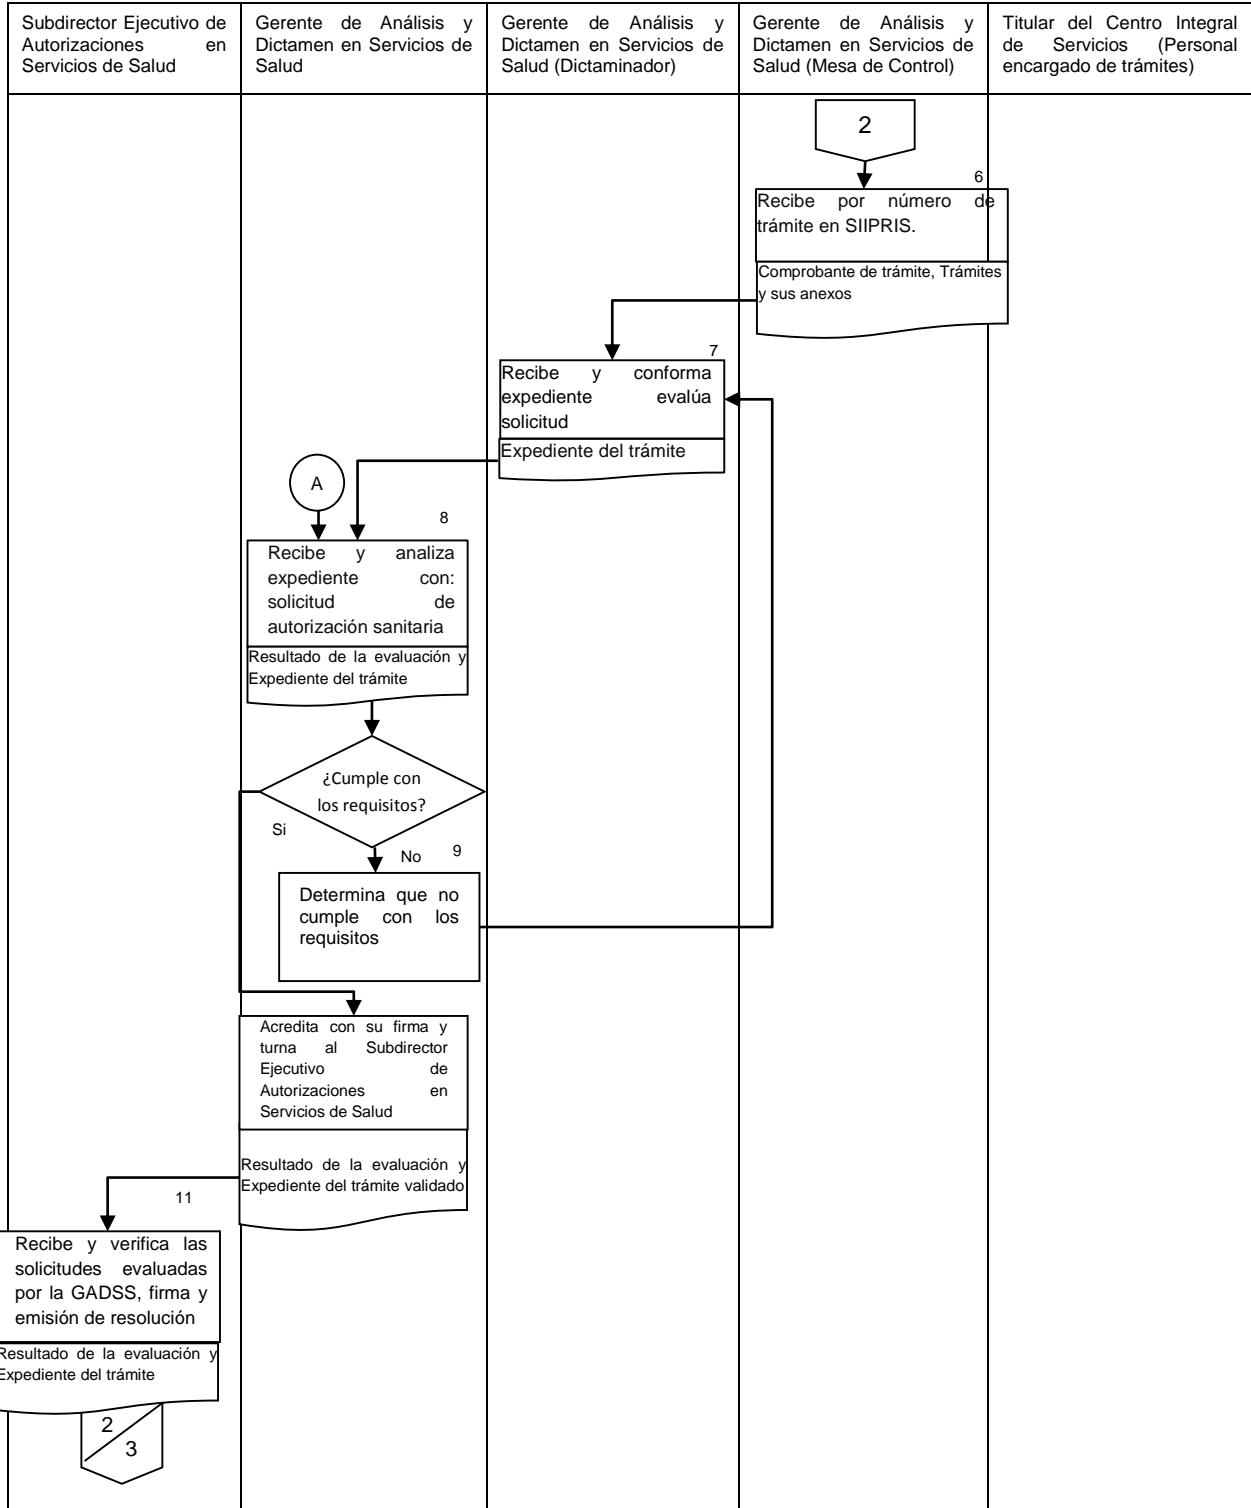 Subdirector Ejecutivo de
Autorizaciones en
Servicios de Salud
Gerente de Análisis y
Dictamen en Servicios de
Salud
Gerente de Análisis y
Dictamen en Servicios de
Salud (Dictaminador)
Gerente de Análisis y
Dictamen en Servicios de
Salud (Mesa de Control)
Titular del Centro Integral
de Servicios (Personal
encargado de trámites)
2
6
Recibe por número de
trámite en SIIPRIS.
Comprobante de trámite, Trámites
y sus anexos
7
Recibe y conforma
expediente evalúa
solicitud
Expediente del trámite
A
8
Recibe y analiza
expediente con:
solicitud de
autorización sanitaria
Resultado de la evaluación y
Expediente del trámite
¿Cumple con
los requisitos?
Si
No
9
Determina que no
cumple con los
requisitos
Acredita con su firma y
turna al Subdirector
Ejecutivo de
Autorizaciones en
Servicios de Salud
Resultado de la evaluación y
Expediente del trámite validado
11
Recibe y verifica las
solicitudes evaluadas
por la GADSS, firma y
emisión de resolución
Resultado de la evaluación y
Expediente del trámite
2
3